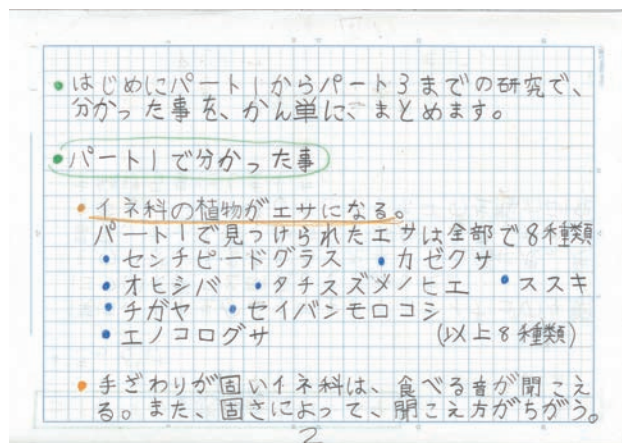 ・はじめにパート1からパート3までの研究で、
分かった事を、かん単に、まとめます。
・パート1で分かった事
・イネ科の植物がエサになる。
パート1で見つけられたエサは全部で8種類
・センチピードグラス ・カゼクサ
・オヒシバ ・タチスズメノヒエ ・ススキ
・チガヤ ・セイバンモロコシ
・エノコログサ (以上8種類)
・手ざわりが固いイネ科は、食べる音が聞こえ
る。また、固さによって、聞こえ方がちがう。
2